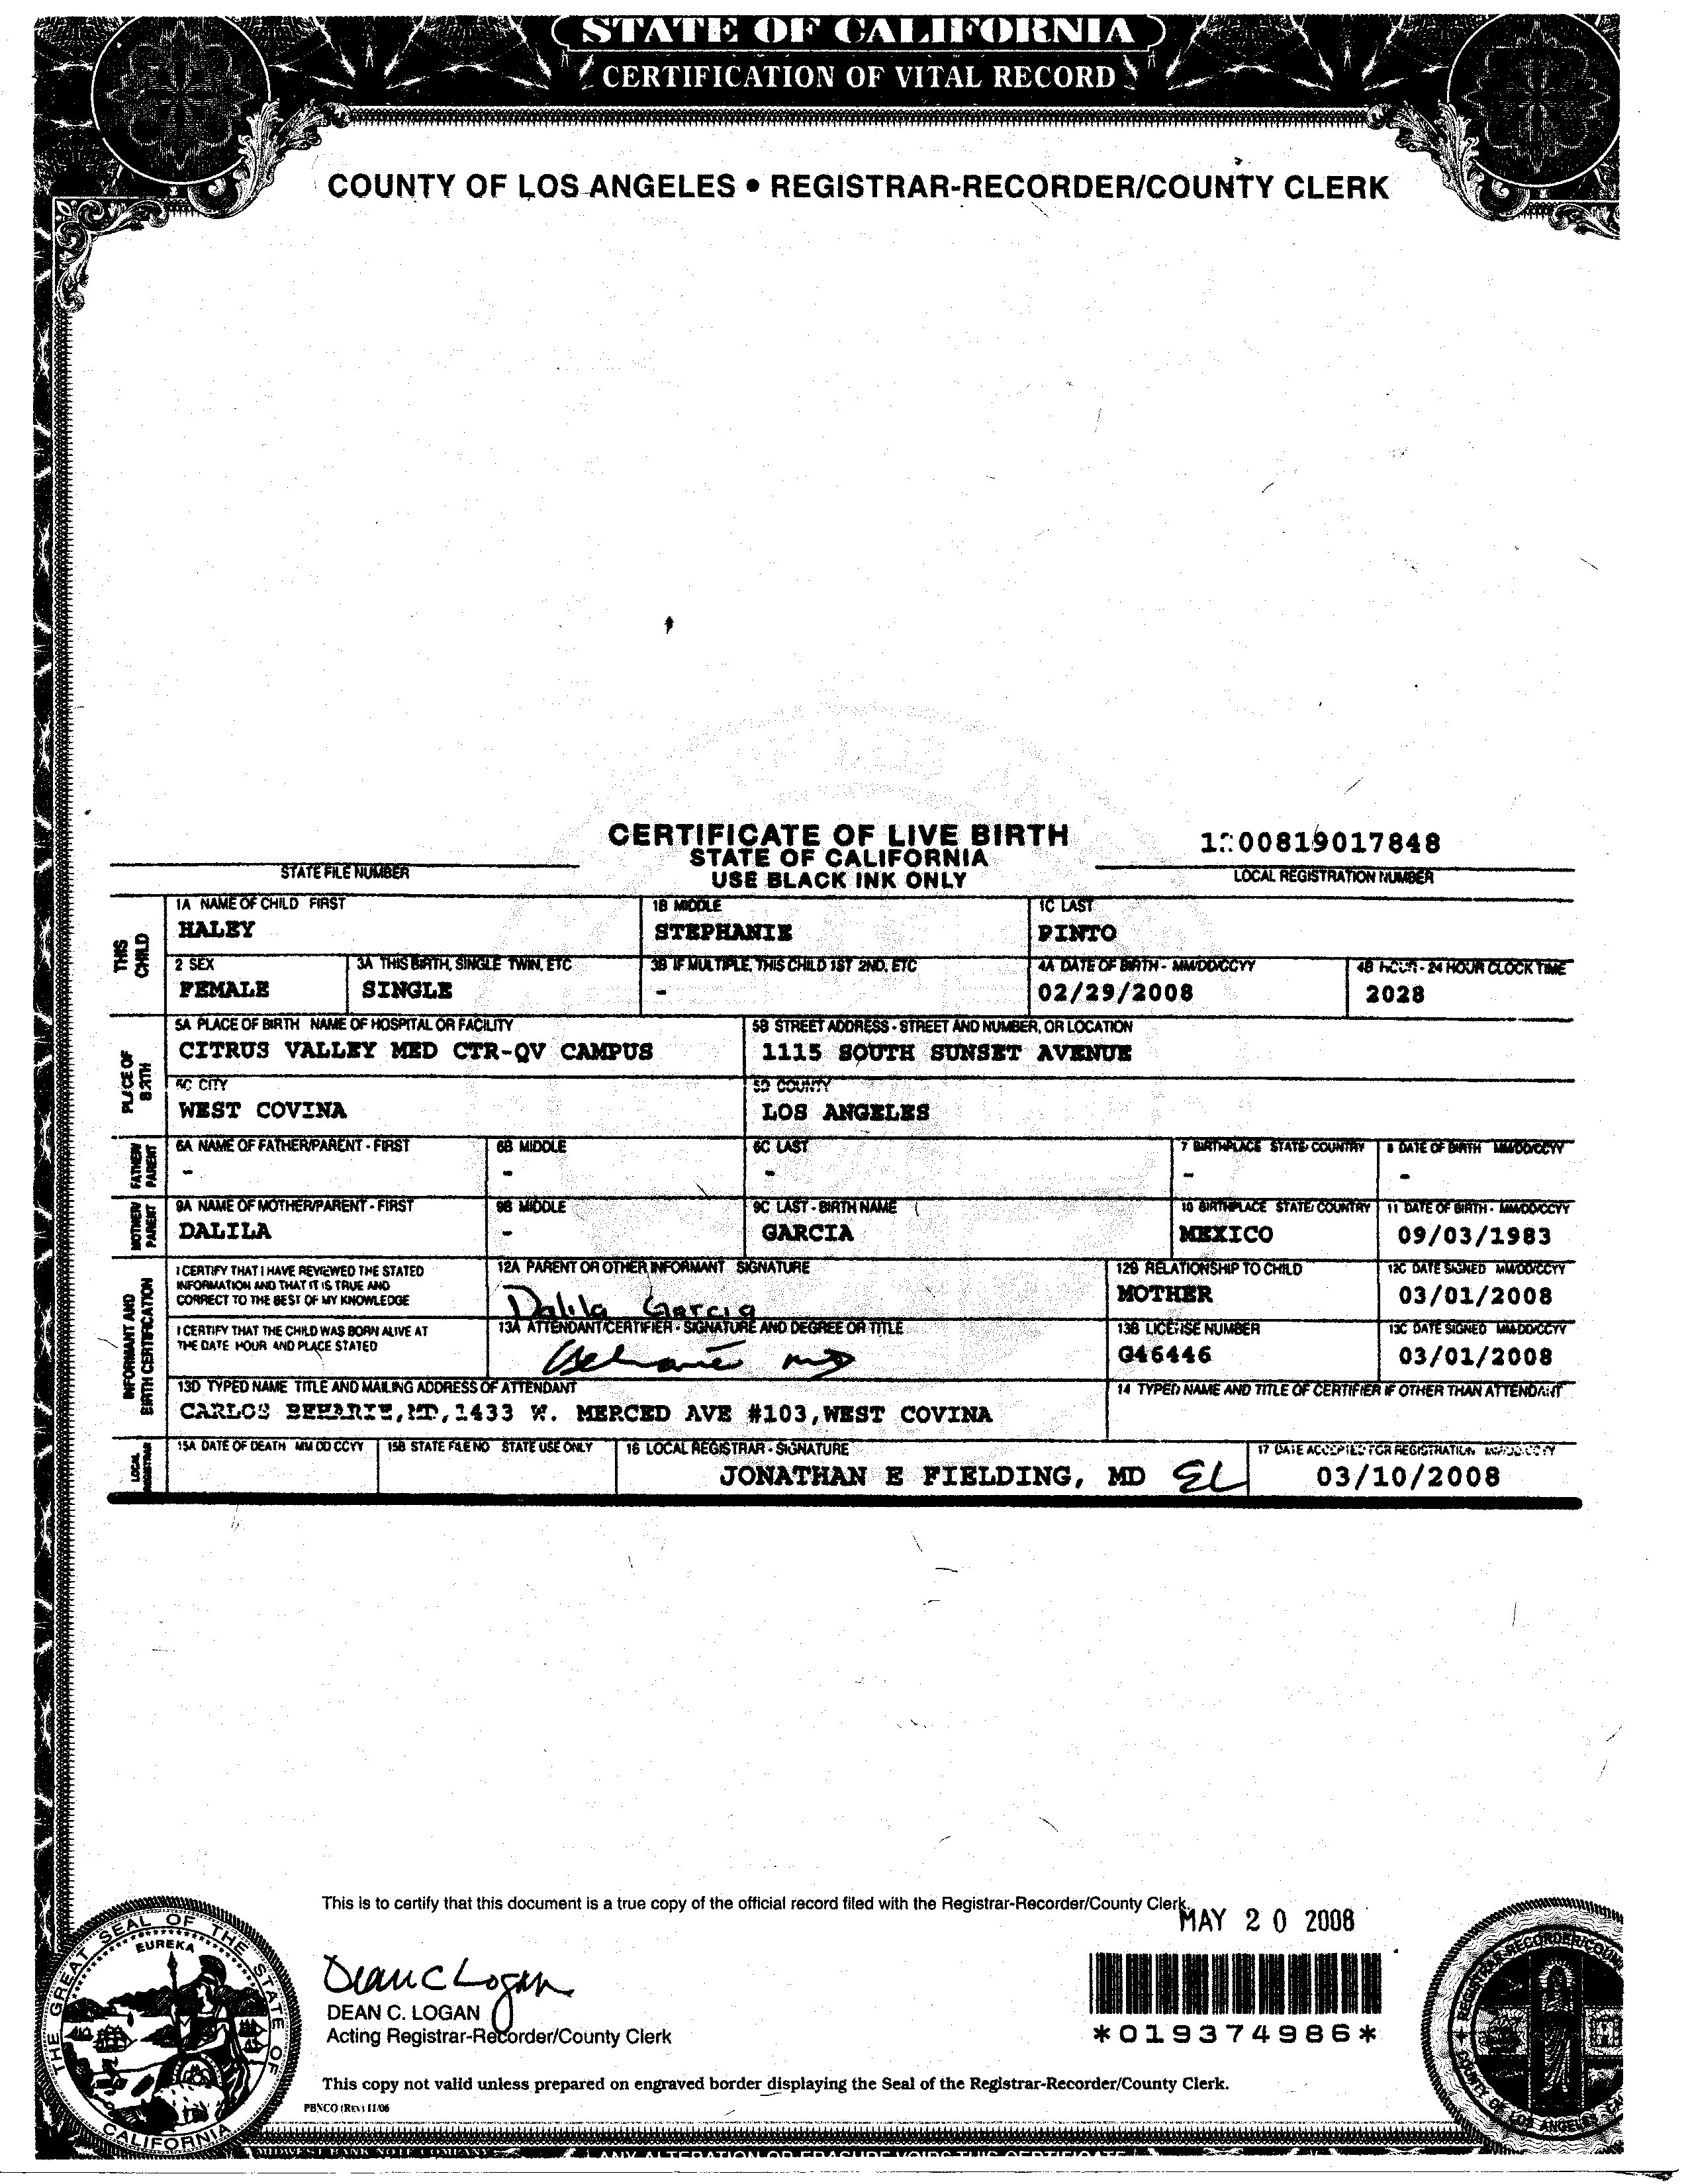 STATE OF CALIFORNIA
CERTIFICATION OF VITAL RECORD
COUNTY OF LOS ANGELES • REGISTRAR-RECORDER/COUNTY CLERK
CERTIFICATE OF LIVE BIRTH
STATE OF CALIFORNIA
USE BLACK INK ONLY
00819017848
STATE FILE NUMBER
LOCAL REGISTRATION NUMBER
THIS CHILD
1A NAME OF CHILD FIRST 1B MIDDLE 1C LAST
HALEY STEPHANIE PINTO
2 SEX 3A THIS BIRTH, SINGLE TWIN, ETC 3B IF MULTIPLE, THIS CHILD 1ST 2ND, ETC 4A DATE OF BIRTH - MM/DD/CCYY 4B HOUR - 24 HOUR CLOCK TIME
FEMALE SINGLE - 02/29/2008 2028
PLACE OF BIRTH
5A PLACE OF BIRTH NAME OF HOSPITAL OR FACILITY 5B STREET ADDRESS - STREET AND NUMBER, OR LOCATION
CITRUS VALLEY MED CTR-QV CAMPUS 1115 SOUTH SUNSET AVENUE
5C CITY 5D COUNTY
WEST COVINA LOS ANGELES
FATHER/ PARENT
6A NAME OF FATHER/PARENT - FIRST 6B MIDDLE 6C LAST 7 BIRTHPLACE STATE/COUNTRY 8 DATE OF BIRTH MM/DD/CCYY
- - - - -
MOTHER/ PARENT
9A NAME OF MOTHER/PARENT - FIRST 9B MIDDLE 9C LAST - BIRTH NAME 10 BIRTHPLACE STATE/COUNTRY 11 DATE OF BIRTH - MM/DD/CCYY
DALILA - GARCIA MEXICO 09/03/1983
INFORMANT AND BIRTH CERTIFICATION
I CERTIFY THAT I HAVE REVIEWED THE STATED
INFORMATION AND THAT IT IS TRUE AND
CORRECT TO THE BEST OF MY KNOWLEDGE
12A PARENT OR OTHER INFORMANT SIGNATURE 12B RELATIONSHIP TO CHILD 12C DATE SIGNED MM/DD/CCYY
Dalila Garcia MOTHER 03/01/2008
I CERTIFY THAT THE CHILD WAS BORN ALIVE AT
THE DATE HOUR AND PLACE STATED
13A ATTENDANT/CERTIFIER - SIGNATURE AND DEGREE OR TITLE 13B LICENSE NUMBER 13C DATE SIGNED MM/DD/CCYY
Beharie MD G46446 03/01/2008
13D TYPED NAME TITLE AND MAILING ADDRESS OF ATTENDANT 14 TYPED NAME AND TITLE OF CERTIFIER IF OTHER THAN ATTENDANT
CARLOS BEHARIE,MD,1433 W. MERCED AVE #103,WEST COVINA
LOCAL REGISTRAR
15A DATE OF DEATH MM DD CCYY 15B STATE FILE NO STATE USE ONLY 16 LOCAL REGISTRAR - SIGNATURE 17 DATE ACCEPTED FOR REGISTRATION MM/DD/CCYY
JONATHAN E FIELDING, MD EL 03/10/2008
This is to certify that this document is a true copy of the official record filed with the Registrar-Recorder/County Clerk.
MAY 20 2008
Dean C Logan
DEAN C. LOGAN
Acting Registrar-Recorder/County Clerk
*019374986*
This copy not valid unless prepared on engraved border displaying the Seal of the Registrar-Recorder/County Clerk.
PBNCO (Rev) 11/06
THE GREAT SEAL OF THE STATE OF CALIFORNIA
EUREKA
REGISTRAR-RECORDER/COUN
COUNTY OF LOS ANGELES
MIDWEST BANK NOTE COMPANY
ANY ALTERATION OR ERASURE VOIDS THIS CERTIFICATE